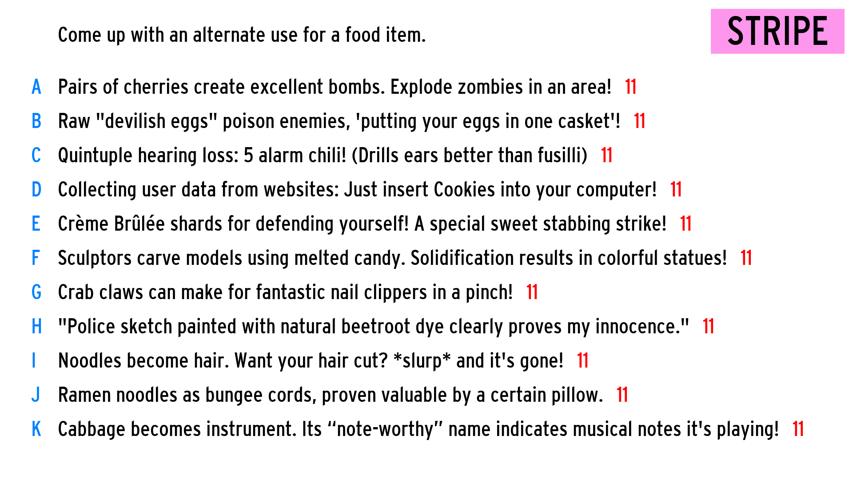 Come up with an alternate use for a food item.
STRIPE
A Pairs of cherries create excellent bombs. Explode zombies in an area! 11
B Raw "devilish eggs" poison enemies, 'putting your eggs in one casket'! 11
C Quintuple hearing loss: 5 alarm chili! (Drills ears better than fusilli) 11
D Collecting user data from websites: Just insert Cookies into your computer! 11
E Crème Brûlée shards for defending yourself! A special sweet stabbing strike! 11
F Sculptors carve models using melted candy. Solidification results in colorful statues! 11
G Crab claws can make for fantastic nail clippers in a pinch! 11
H "Police sketch painted with natural beetroot dye clearly proves my innocence." 11
I Noodles become hair. Want your hair cut? *slurp* and it's gone! 11
J Ramen noodles as bungee cords, proven valuable by a certain pillow. 11
K Cabbage becomes instrument. Its “note-worthy” name indicates musical notes it's playing! 11